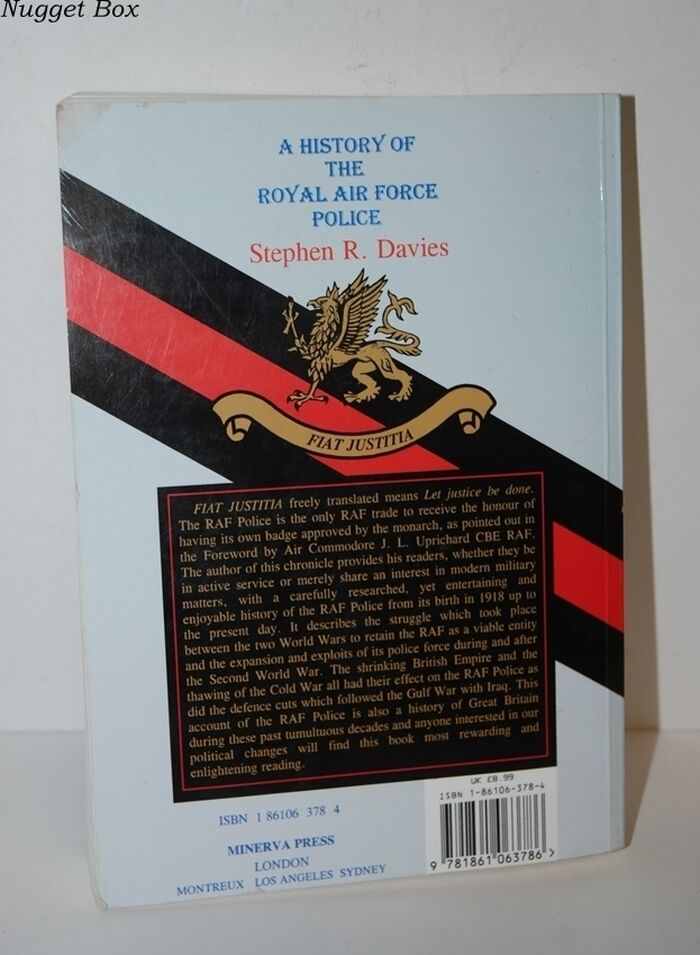 Nugget Box
A HISTORY OF
THE
ROYAL AIR FORCE
POLICE
Stephen R. Davies
FIAT JUSTITIA
FIAT JUSTITIA freely translated means Let justice be done.
The RAF Police is the only RAF trade to receive the honour of
having its own badge approved by the monarch, as pointed out in
the Foreword by Air Commodore J. L. Uprichard CBE RAF.
The author of this chronicle provides his readers, whether they be
in active service or merely share an interest in modern military
matters, with a carefully researched, yet entertaining and
enjoyable history of the RAF Police from its birth in 1918 up to
the present day. It describes the struggle which took place
between the two World Wars to retain the RAF as a viable entity
and the expansion and exploits of its police force during and after
the Second World War. The shrinking British Empire and the
thawing of the Cold War all had their effect on the RAF Police as
did the defence cuts which followed the Gulf War with Iraq. This
account of the RAF Police is also a history of Great Britain
during these past tumultuous decades and anyone interested in our
political changes will find this book most rewarding and
enlightening reading.
UK £8.99
ISBN 1-86106-378-4
9 781861 063786 >
ISBN 1 86106 378 4
MINERVA PRESS
LONDON
MONTREUX LOS ANGELES SYDNEY